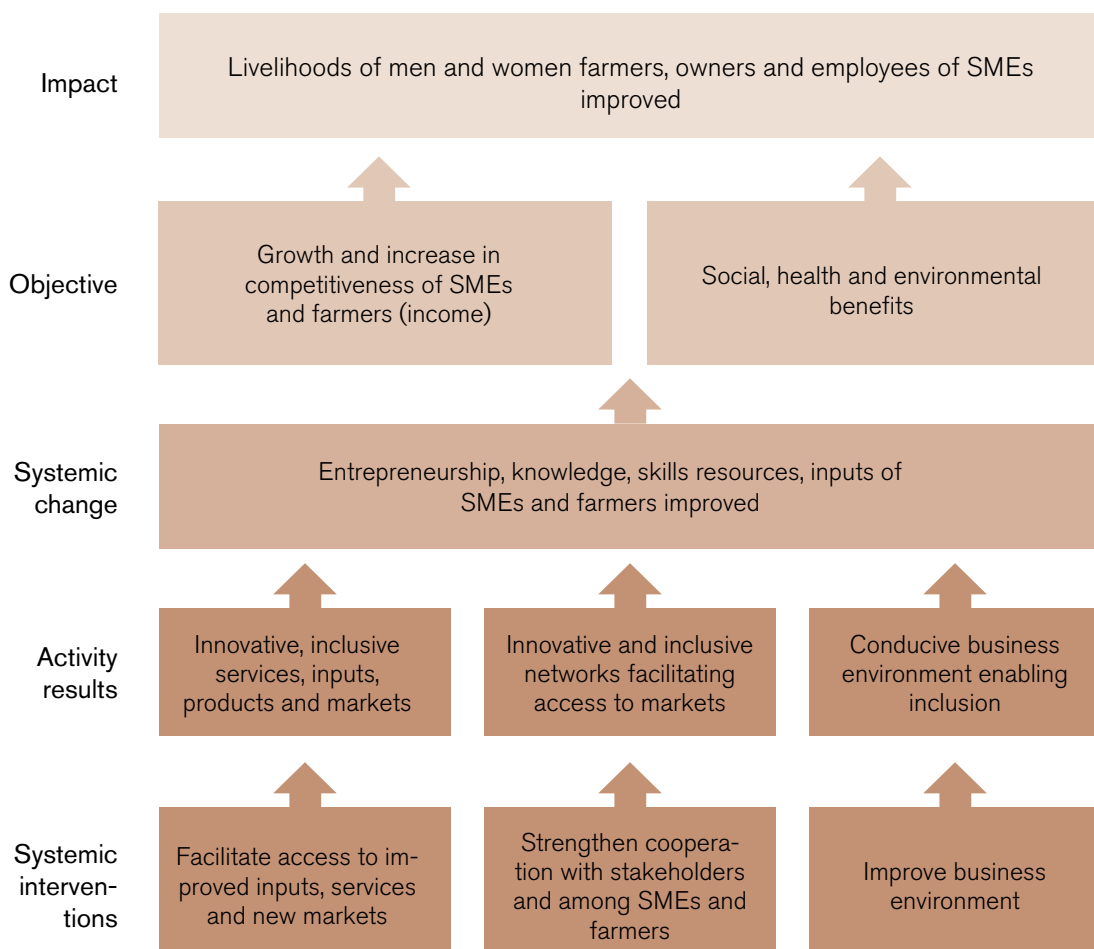 Impact
Livelihoods of men and women farmers, owners and employees of SMEs
improved
Objective
Growth and increase in
competitiveness of SMEs
and farmers (income)
Social, health and environmental
benefits
Systemic
change
Entrepreneurship, knowledge, skills resources, inputs of
SMEs and farmers improved
Activity
results
Innovative, inclusive
services, inputs,
products and markets
Innovative and inclusive
networks facilitating
access to markets
Conducive business
environment enabling
inclusion
Systemic
interven-
tions
Facilitate access to im-
proved inputs, services
and new markets
Strengthen coopera-
tion with stakeholders
and among SMEs and
farmers
Improve business
environment